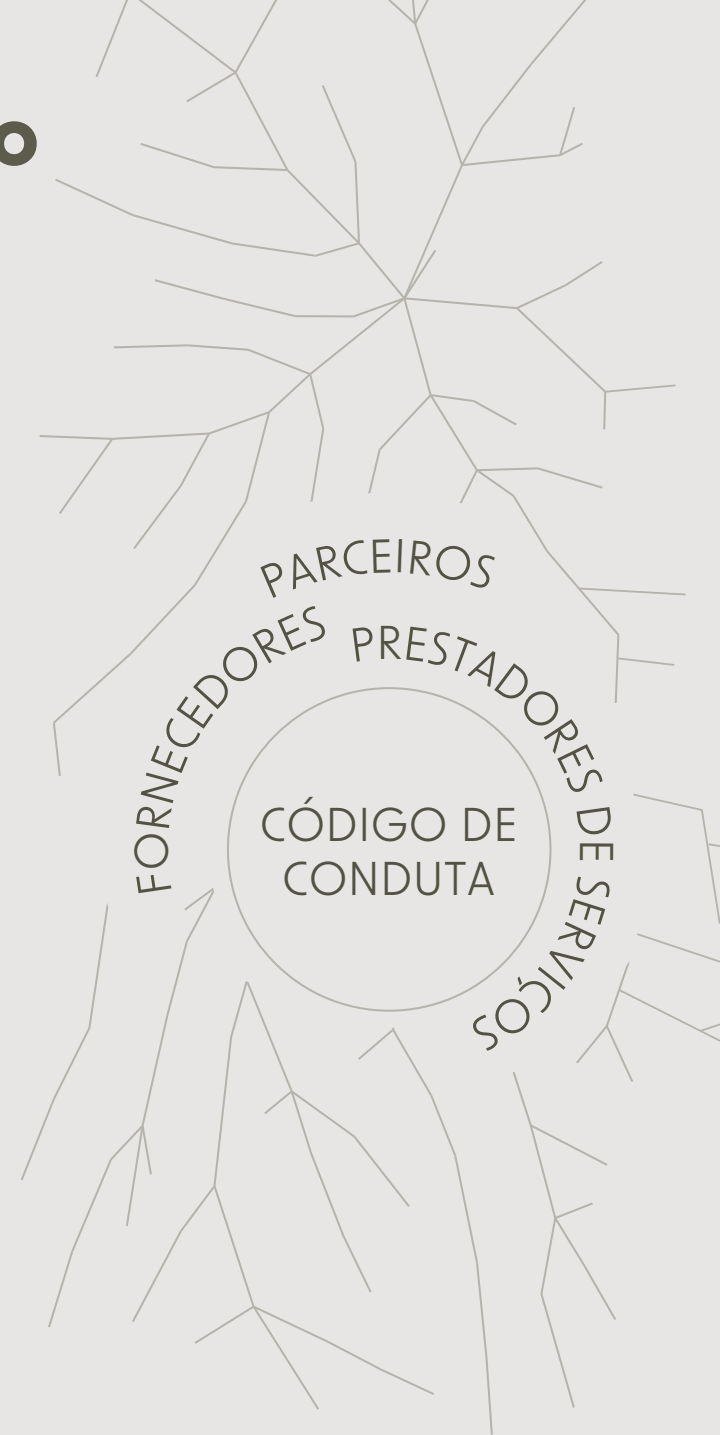 PARCEIROS
FORNECEDORES
PRESTADORES DE SERVIÇOS
CÓDIGO DE
CONDUTA